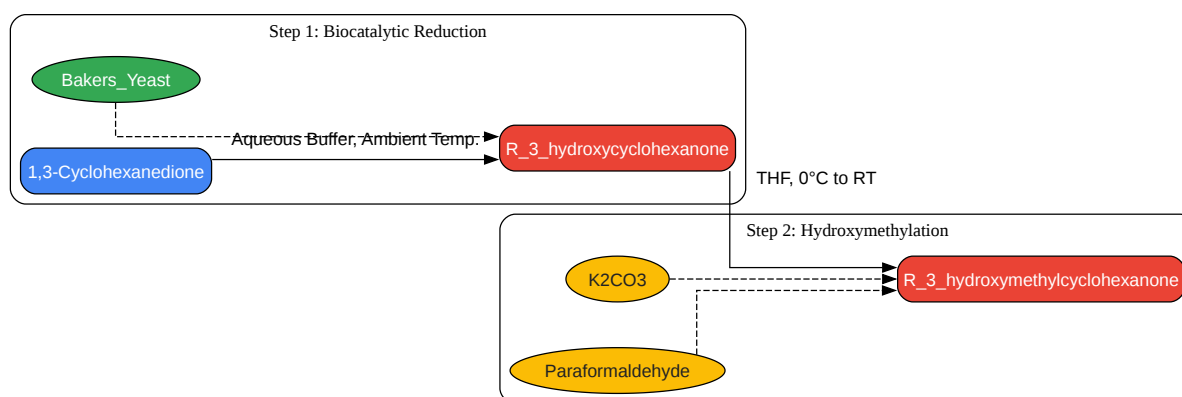 Step 1: Biocatalytic Reduction
Bakers_Yeast
Aqueous Buffer, Ambient Temp.
R_3_hydroxycyclohexanone
1,3-Cyclohexanedione
THF, 0°C to RT
Step 2: Hydroxymethylation
K2CO3
R_3_hydroxymethylcyclohexanone
Paraformaldehyde